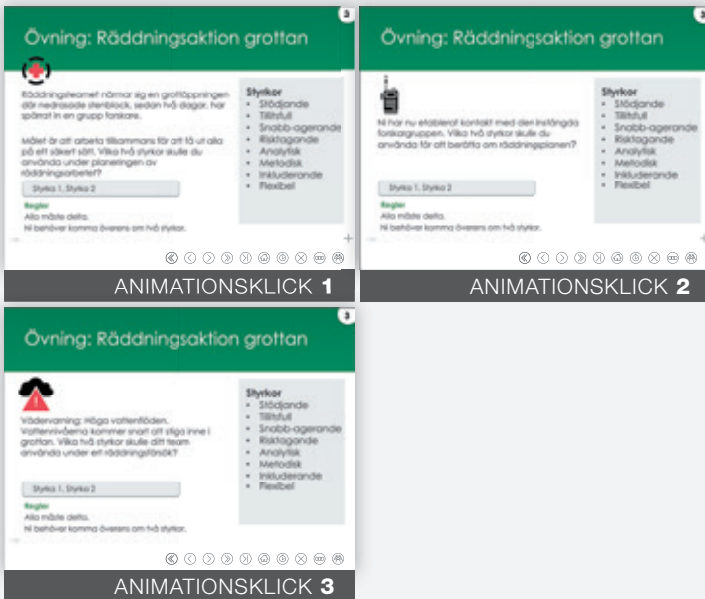 3
Övning: Räddningsaktion grottan
Räddningsteamet närmar sig en grottöppningen
där nedrasade stenblock, sedan två dagar, har
spärrat in en grupp forskare.
Målet är att arbeta tillsammans för att få ut alla
på ett säkert sätt. Vilka två styrkor skulle du
använda under planeringen av
räddningsarbetet?
Styrka 1, Styrka 2
Regler
Alla måste delta.
Ni behöver komma överens om två styrkor.
Styrkor
• Stödjande
• Tillitsfull
• Snabb-agerande
• Risktagande
• Analytisk
• Metodisk
• Inkluderande
• Flexibel
ANIMATIONSKLICK 1
3
Övning: Räddningsaktion grottan
Ni har nu etablerat kontakt med den instängda
forskargruppen. Vilka två styrkor skulle du
använda för att berätta om räddningsplanen?
Styrka 1, Styrka 2
Regler
Alla måste delta.
Ni behöver komma överens om två styrkor.
Styrkor
• Stödjande
• Tillitsfull
• Snabb-agerande
• Risktagande
• Analytisk
• Metodisk
• Inkluderande
• Flexibel
ANIMATIONSKLICK 2
3
Övning: Räddningsaktion grottan
Vädervarning: Höga vattenflöden.
Vattennivåerna kommer snart att stiga inne i
grottan. Vilka två styrkor skulle ditt team
använda under ett räddningsförsök?
Styrka 1, Styrka 2
Regler
Alla måste delta.
Ni behöver komma överens om två styrkor.
Styrkor
• Stödjande
• Tillitsfull
• Snabb-agerande
• Risktagande
• Analytisk
• Metodisk
• Inkluderande
• Flexibel
ANIMATIONSKLICK 3